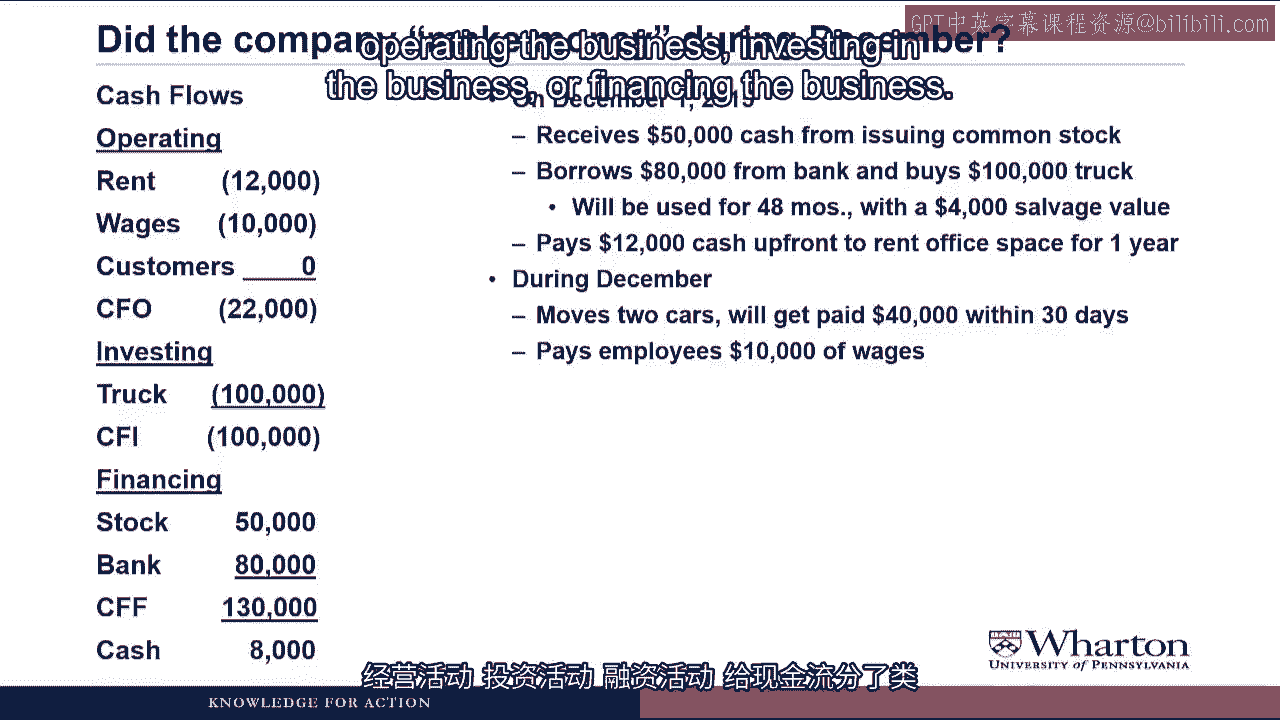 GPT中英字幕课程资源@bilibili.com
Did the company "make money" during December?
operating the business, investing in
the business, or financing the business.
Cash Flows
Operating
Rent (12,000)
Wages (10,000)
Customers 0
CFO (22,000)
Investing
Truck (100,000)
CFI (100,000)
Financing
Stock 50,000
Bank 80,000
CFF 130,000
Cash 8,000
• On December 1,
– Receives $50,000 cash from issuing common stock
– Borrows $80,000 from bank and buys $100,000 truck
• Will be used for 48 mos., with a $4,000 salvage value
– Pays $12,000 cash upfront to rent office space for 1 year
• During December
– Moves two cars, will get paid $40,000 within 30 days
– Pays employees $10,000 of wages
Wharton
UNIVERSITY of PENNSYLVANIA
经营活动 投资活动 融资活动 给现金流分了类
KNOWLEDGE FOR ACTION